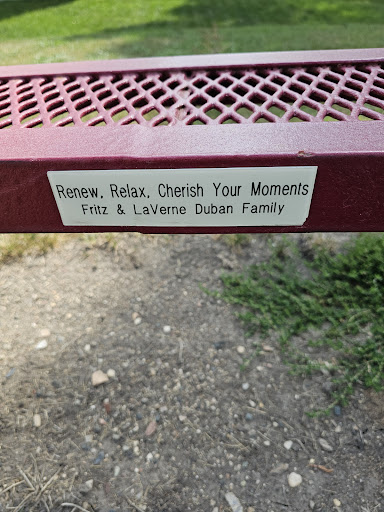 Renew, Relax, Cherish Your Moments
Fritz & LaVerne Duban Family